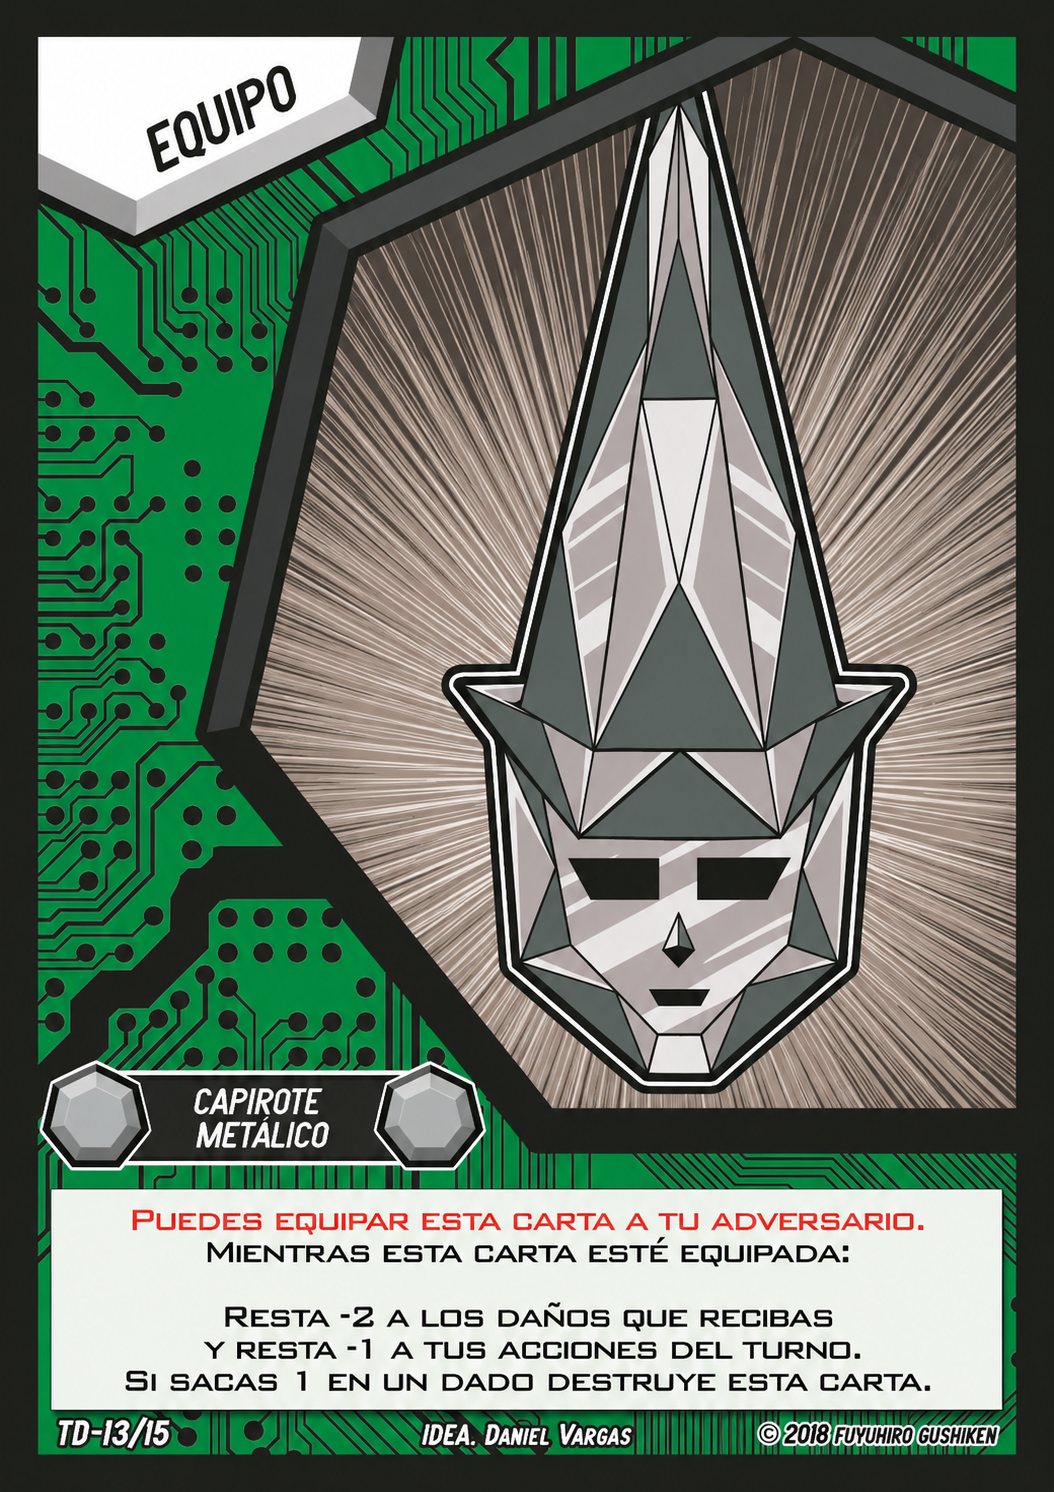 EQUIPO
CAPIROTE
METÁLICO
PUEDES EQUIPAR ESTA CARTA A TU ADVERSARIO.
MIENTRAS ESTA CARTA ESTÉ EQUIPADA:
RESTA -2 A LOS DAÑOS QUE RECIBAS
Y RESTA -1 A TUS ACCIONES DEL TURNO.
SI SACAS 1 EN UN DADO DESTRUYE ESTA CARTA.
TD-13/15
IDEA. DANIEL VARGAS
© 2018 FUYUHIRO GUSHIKEN